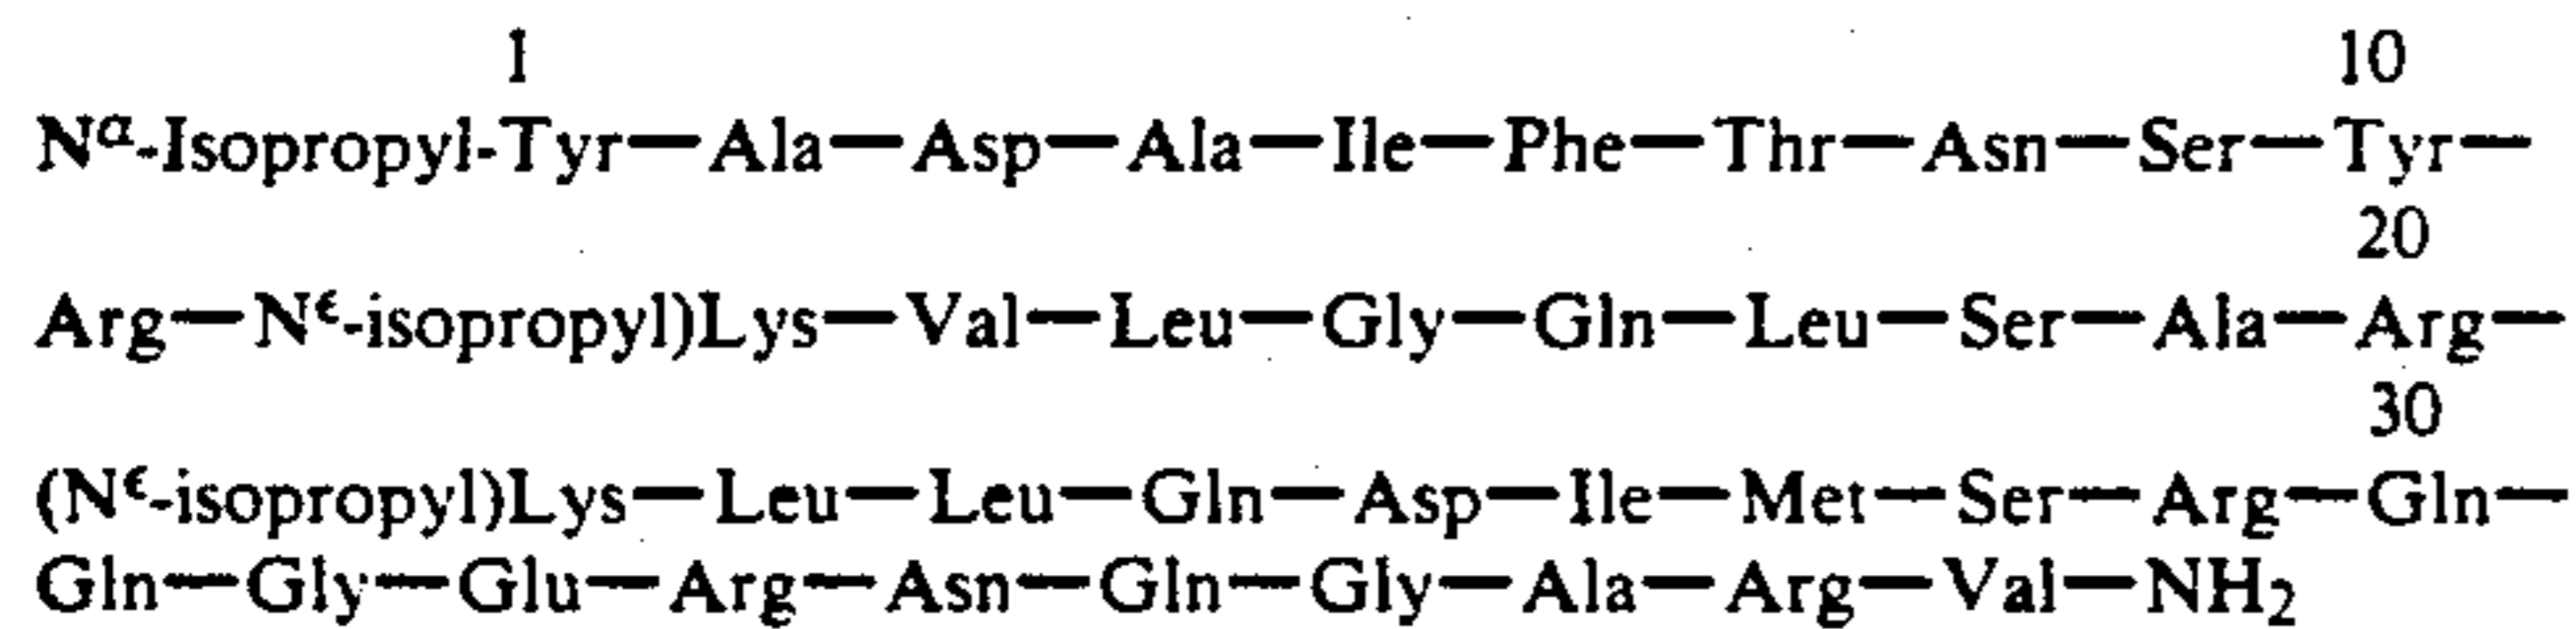 1 10
Nα-Isopropyl-Tyr—Ala—Asp—Ala—Ile—Phe—Thr—Asn—Ser—Tyr—
20
Arg—Nϵ-isopropyl)Lys—Val—Leu—Gly—Gln—Leu—Ser—Ala—Arg—
30
(Nϵ-isopropyl)Lys—Leu—Leu—Gln—Asp—Ile—Met—Ser—Arg—Gln—
Gln—Gly—Glu—Arg—Asn—Gln—Gly—Ala—Arg—Val—NH2